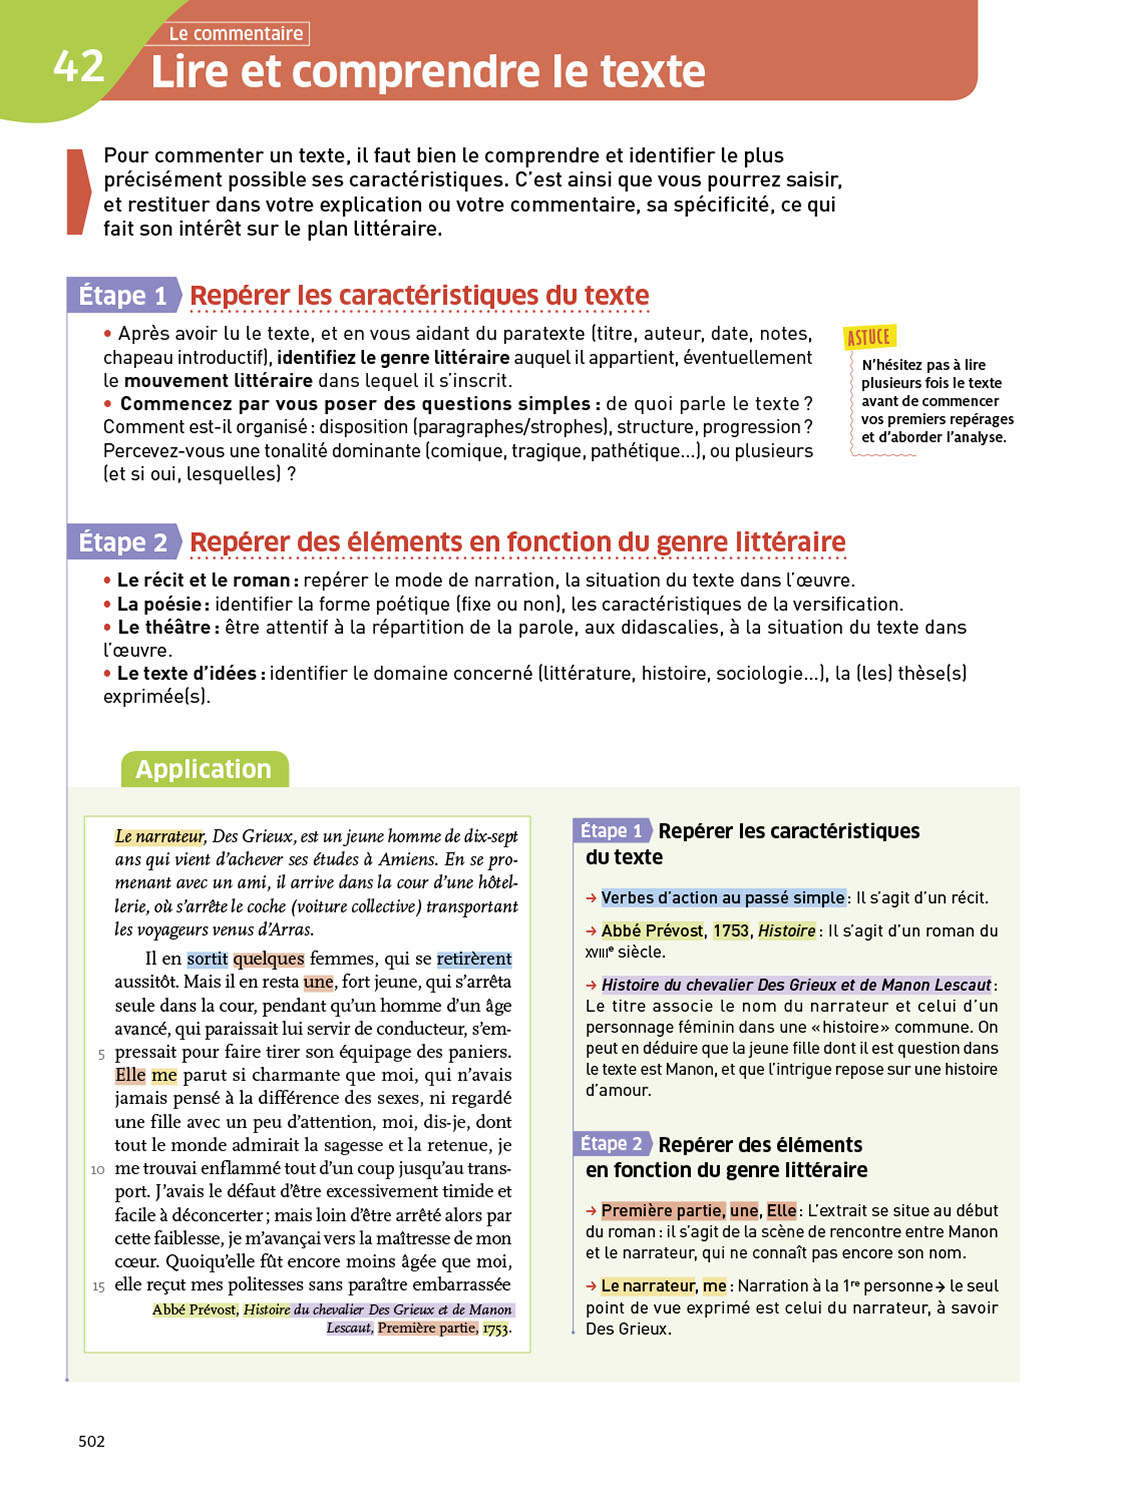 Le commentaire
42
Lire et comprendre le texte
Pour commenter un texte, il faut bien le comprendre et identifier le plus
précisément possible ses caractéristiques. C'est ainsi que vous pourrez saisir,
et restituer dans votre explication ou votre commentaire, sa spécificité, ce qui
fait son intérêt sur le plan littéraire.
Étape 1 Repérer les caractéristiques du texte
• Après avoir lu le texte, et en vous aidant du paratexte (titre, auteur, date, notes,
chapeau introductif), identifiez le genre littéraire auquel il appartient, éventuellement
le mouvement littéraire dans lequel il s'inscrit.
• Commencez par vous poser des questions simples : de quoi parle le texte ?
Comment est-il organisé : disposition (paragraphes/strophes), structure, progression ?
Percevez-vous une tonalité dominante (comique, tragique, pathétique…), ou plusieurs
(et si oui, lesquelles) ?
ASTUCE
N'hésitez pas à lire
plusieurs fois le texte
avant de commencer
vos premiers repérages
et d'aborder l'analyse.
Étape 2 Repérer des éléments en fonction du genre littéraire
• Le récit et le roman : repérer le mode de narration, la situation du texte dans l'œuvre.
• La poésie : identifier la forme poétique (fixe ou non), les caractéristiques de la versification.
• Le théâtre : être attentif à la répartition de la parole, aux didascalies, à la situation du texte dans
l'œuvre.
• Le texte d'idées : identifier le domaine concerné (littérature, histoire, sociologie…), la (les) thèse(s)
exprimée(s).
Application
Le narrateur, Des Grieux, est un jeune homme de dix-sept
ans qui vient d'achever ses études à Amiens. En se pro-
menant avec un ami, il arrive dans la cour d'une hôtel-
lerie, où s'arrête le coche (voiture collective) transportant
les voyageurs venus d'Arras.
Il en sortit quelques femmes, qui se retirèrent
aussitôt. Mais il en resta une, fort jeune, qui s'arrêta
seule dans la cour, pendant qu'un homme d'un âge
avancé, qui paraissait lui servir de conducteur, s'em-
5 pressait pour faire tirer son équipage des paniers.
Elle me parut si charmante que moi, qui n'avais
jamais pensé à la différence des sexes, ni regardé
une fille avec un peu d'attention, moi, dis-je, dont
tout le monde admirait la sagesse et la retenue, je
10 me trouvai enflammé tout d'un coup jusqu'au trans-
port. J'avais le défaut d'être excessivement timide et
facile à déconcerter ; mais loin d'être arrêté alors par
cette faiblesse, je m'avançai vers la maîtresse de mon
cœur. Quoiqu'elle fût encore moins âgée que moi,
15 elle reçut mes politesses sans paraître embarrassée
Abbé Prévost, Histoire du chevalier Des Grieux et de Manon
Lescaut, Première partie, 1753.
Étape 1 Repérer les caractéristiques
du texte
→ Verbes d'action au passé simple : Il s'agit d'un récit.
→ Abbé Prévost, 1753, Histoire : Il s'agit d'un roman du
XVIIIe siècle.
→ Histoire du chevalier Des Grieux et de Manon Lescaut :
Le titre associe le nom du narrateur et celui d'un
personnage féminin dans une « histoire » commune. On
peut en déduire que la jeune fille dont il est question dans
le texte est Manon, et que l'intrigue repose sur une histoire
d'amour.
Étape 2 Repérer des éléments
en fonction du genre littéraire
→ Première partie, une, Elle : L'extrait se situe au début
du roman : il s'agit de la scène de rencontre entre Manon
et le narrateur, qui ne connaît pas encore son nom.
→ Le narrateur, me : Narration à la 1re personne → le seul
point de vue exprimé est celui du narrateur, à savoir
Des Grieux.
502